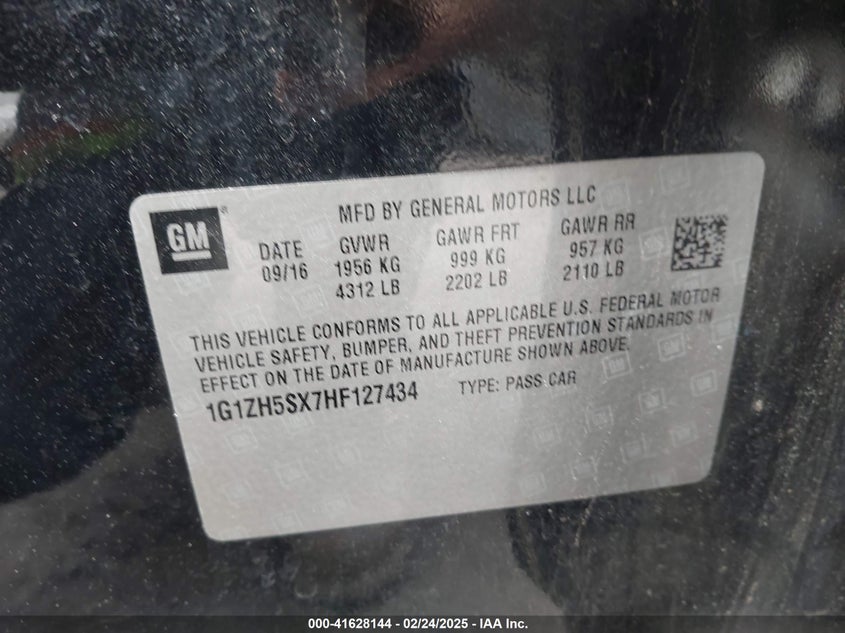 GM®
MFD BY GENERAL MOTORS LLC
DATE GVWR GAWR FRT GAWR RR
09/16 1956 KG 999 KG 957 KG
4312 LB 2202 LB 2110 LB
THIS VEHICLE CONFORMS TO ALL APPLICABLE U.S. FEDERAL MOTOR
VEHICLE SAFETY, BUMPER, AND THEFT PREVENTION STANDARDS IN
EFFECT ON THE DATE OF MANUFACTURE SHOWN ABOVE.
1G1ZH5SX7HF127434 TYPE: PASS CAR
000-41628144 — 02/24/2025 — IAA Inc.